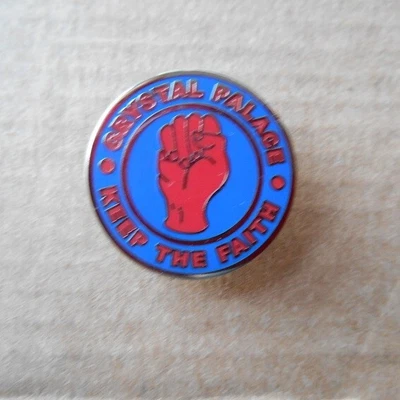 CRYSTAL PALACE
KEEP THE FAITH